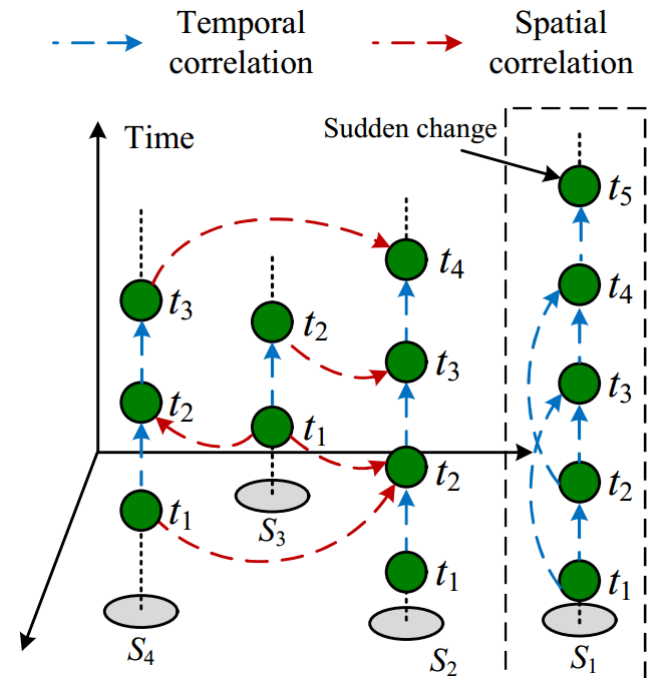 Temporal correlation
Spatial correlation
Time
Sudden change
t5
t4
t4
t3
t2
t3
t3
t2
t1
t2
t2
t1
S3
t1
t1
S4
S2
S1